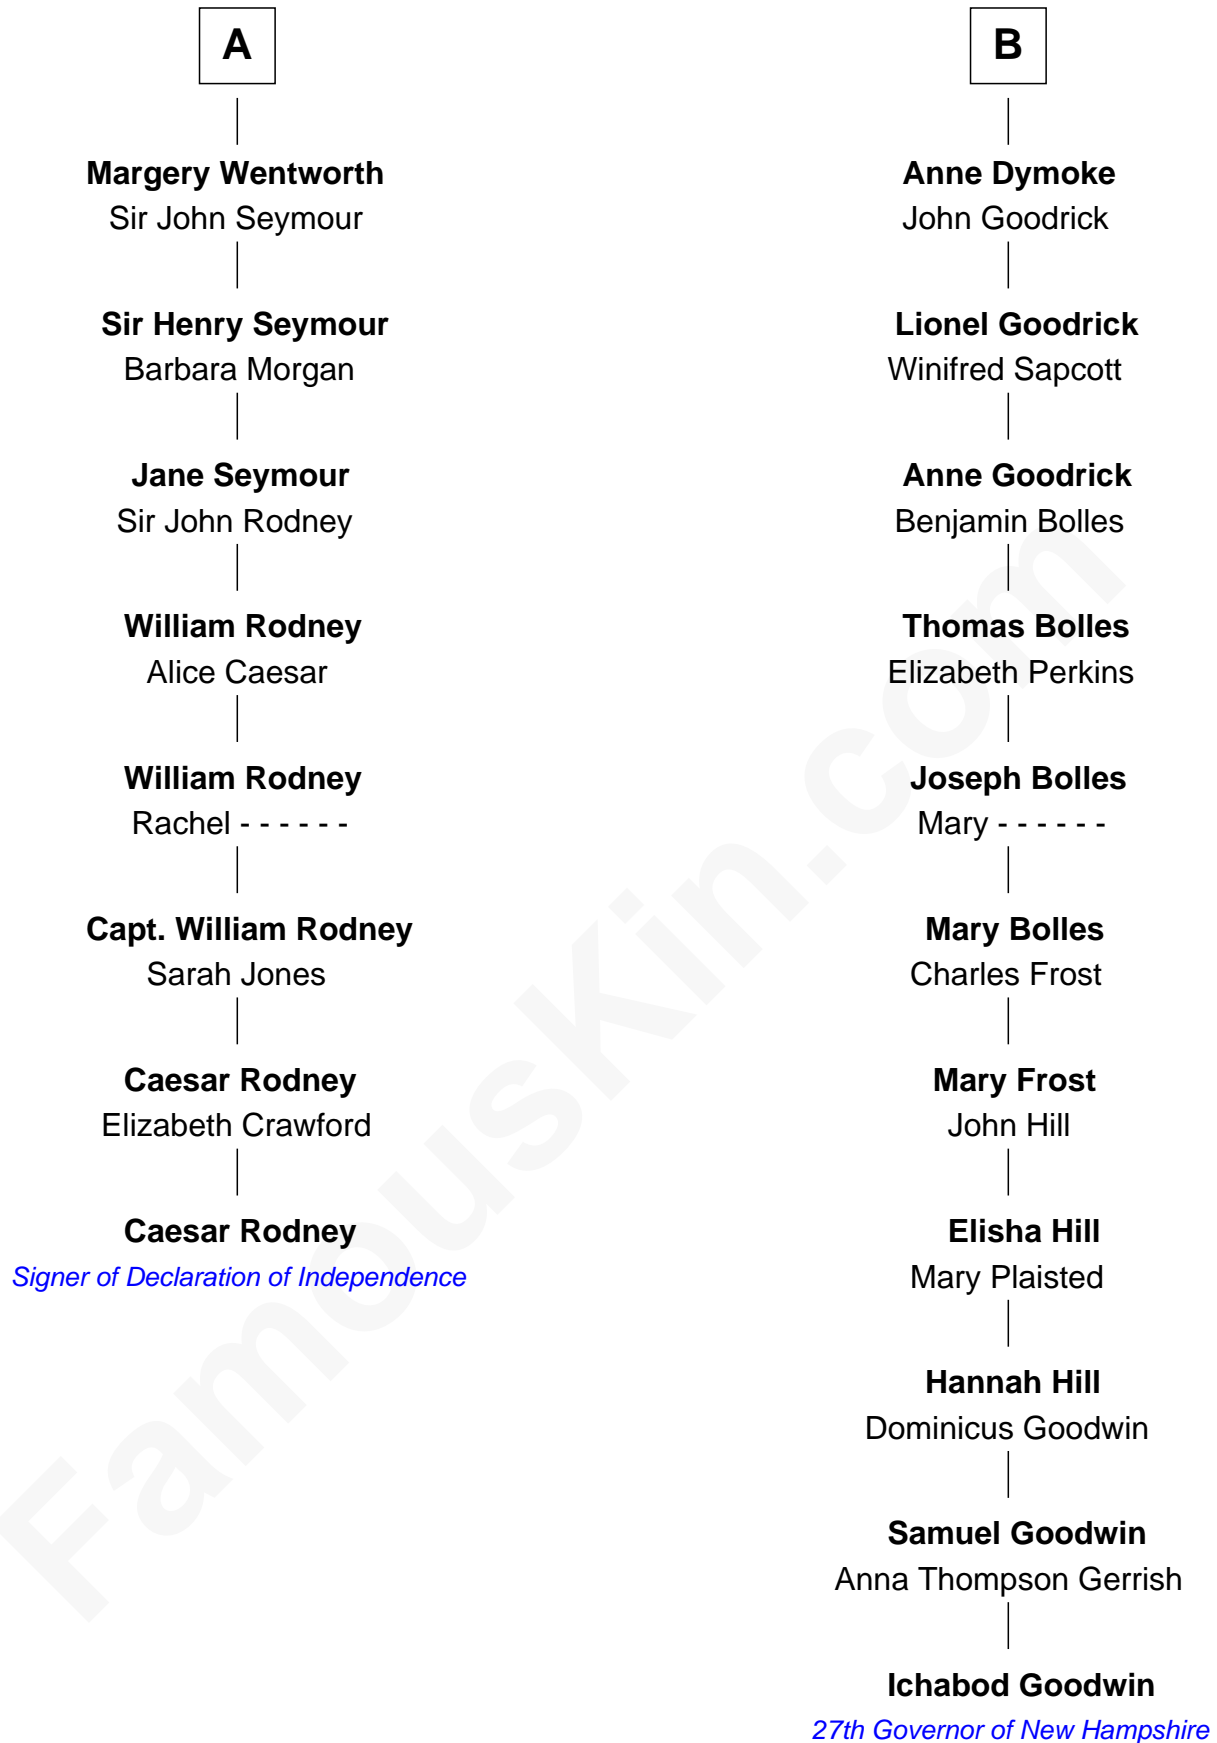 A
Margery Wentworth
Sir John Seymour
Sir Henry Seymour
Barbara Morgan
Jane Seymour
Sir John Rodney
William Rodney
Alice Caesar
William Rodney
Rachel - - - - - -
Capt. William Rodney
Sarah Jones
Caesar Rodney
Elizabeth Crawford
Caesar Rodney
Signer of Declaration of Independence
B
Anne Dymoke
John Goodrick
Lionel Goodrick
Winifred Sapcott
Anne Goodrick
Benjamin Bolles
Thomas Bolles
Elizabeth Perkins
Joseph Bolles
Mary - - - - - -
Mary Bolles
Charles Frost
Mary Frost
John Hill
Elisha Hill
Mary Plaisted
Hannah Hill
Dominicus Goodwin
Samuel Goodwin
Anna Thompson Gerrish
Ichabod Goodwin
27th Governor of New Hampshire
FamousKin.com